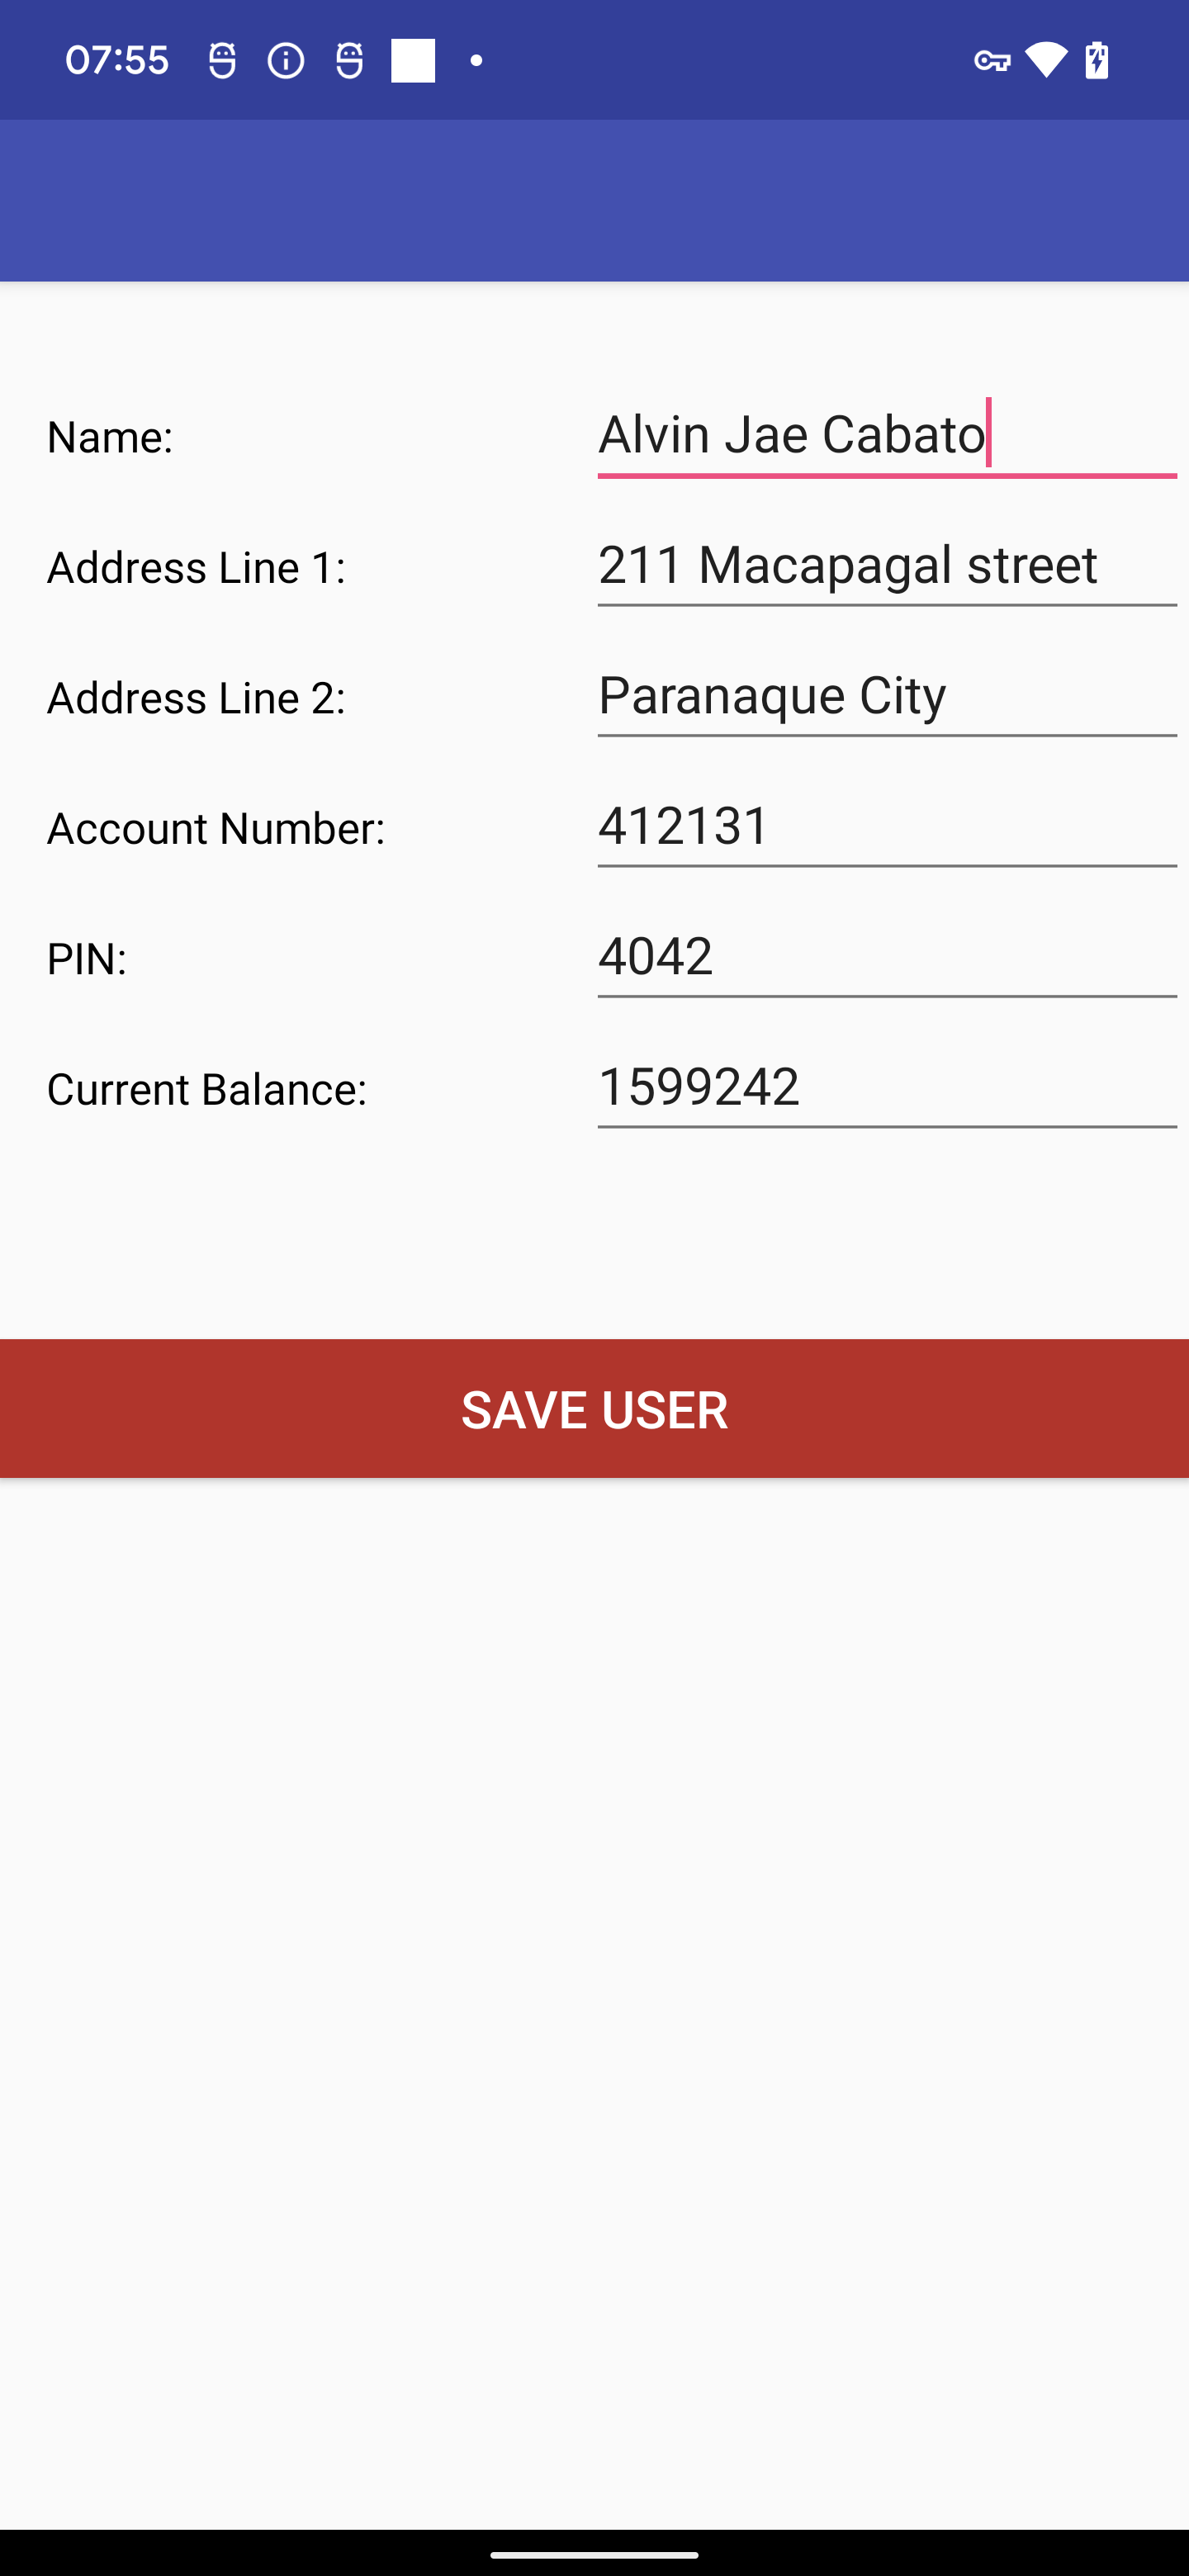 07:55
Name: Alvin Jae Cabato
Address Line 1: 211 Macapagal street
Address Line 2: Paranaque City
Account Number: 412131
PIN: 4042
Current Balance: 1599242
SAVE USER